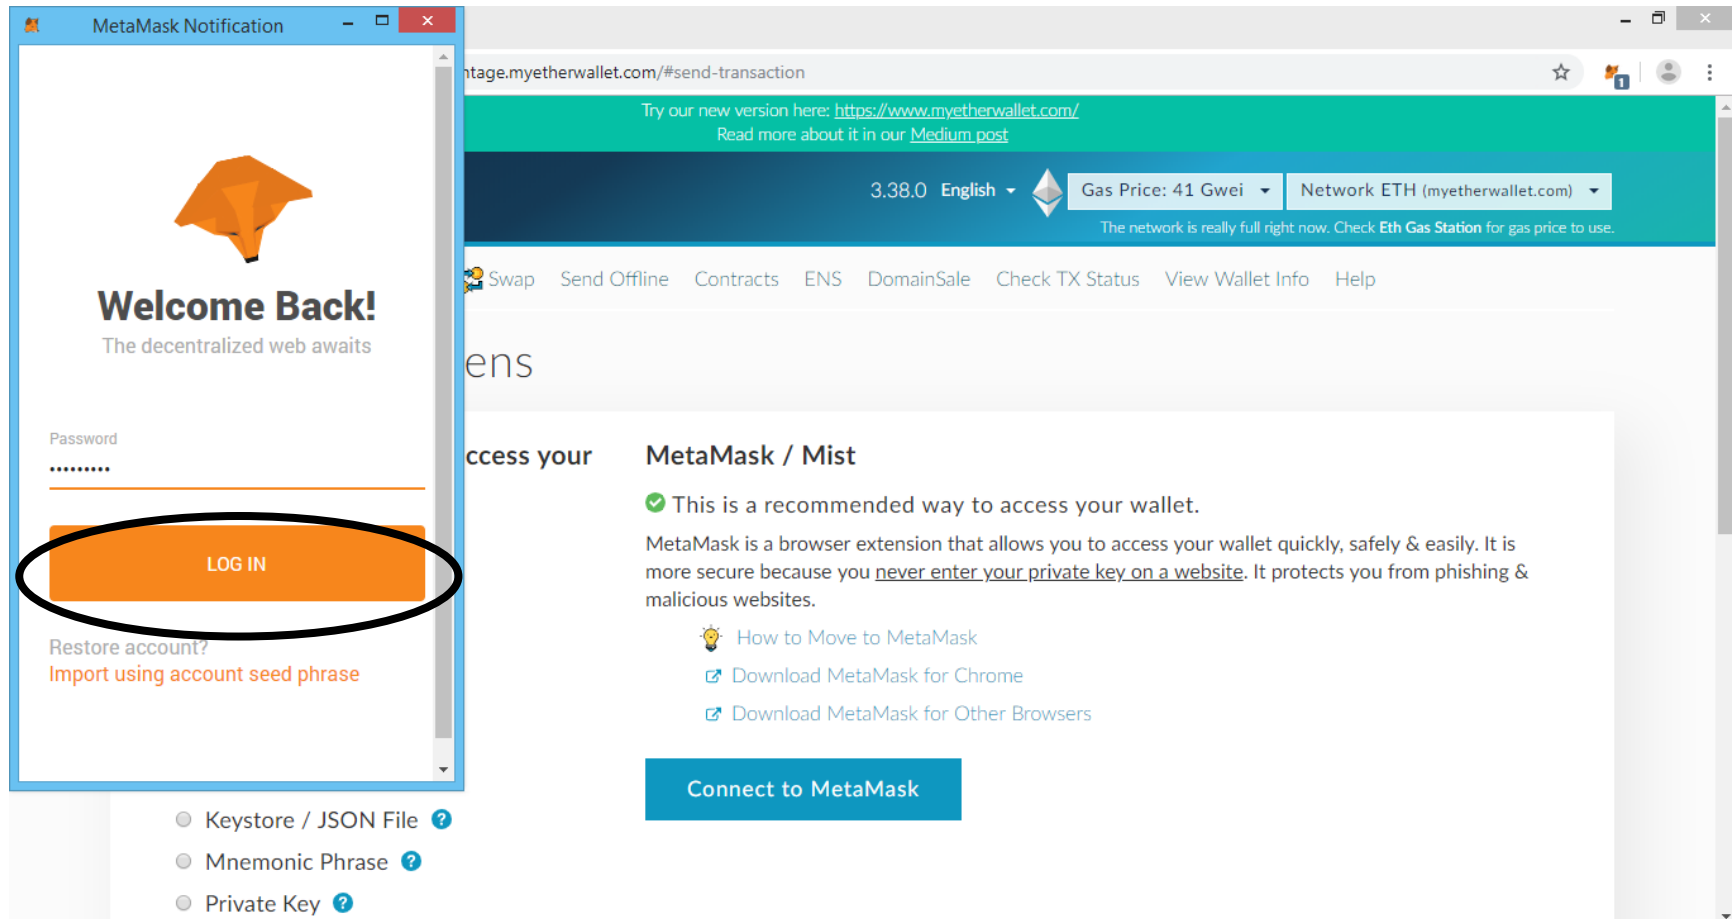 MetaMask Notification
Welcome Back!
The decentralized web awaits
Password
•••••••••
LOG IN
Restore account?
Import using account seed phrase
ntage.myetherwallet.com/#send-transaction
1
Try our new version here: https://www.myetherwallet.com/
Read more about it in our Medium post
3.38.0 English
Gas Price: 41 Gwei
Network ETH (myetherwallet.com)
The network is really full right now. Check Eth Gas Station for gas price to use.
Swap Send Offline Contracts ENS DomainSale Check TX Status View Wallet Info Help
ens
ccess your
MetaMask / Mist
This is a recommended way to access your wallet.
MetaMask is a browser extension that allows you to access your wallet quickly, safely & easily. It is
more secure because you never enter your private key on a website. It protects you from phishing &
malicious websites.
How to Move to MetaMask
Download MetaMask for Chrome
Download MetaMask for Other Browsers
Connect to MetaMask
Keystore / JSON File ?
Mnemonic Phrase ?
Private Key ?